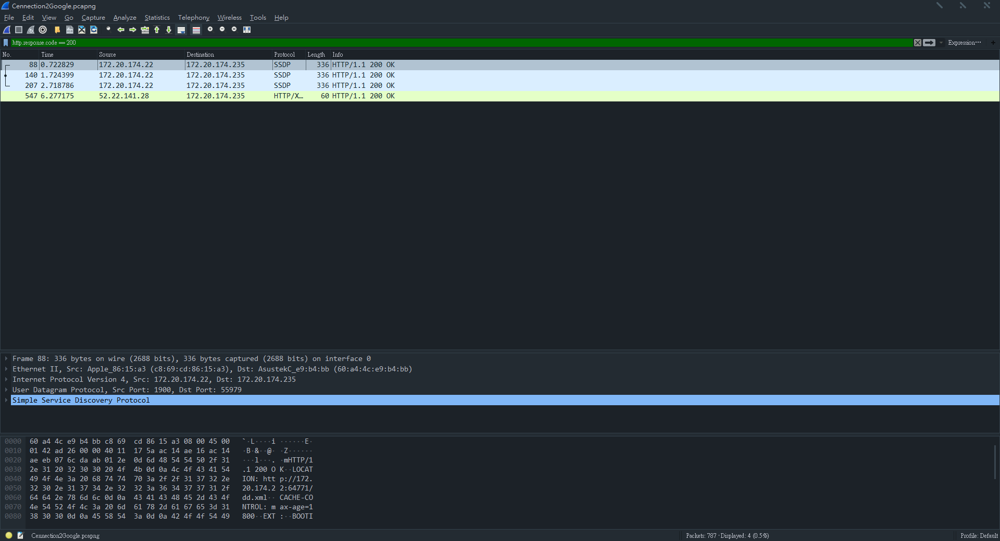 Cennection2Google.pcapng
File Edit View Go Capture Analyze Statistics Telephony Wireless Tools Help
http.response.code == 200 Expression… +
No. Time Source Destination Protocol Length Info
88 0.722829 172.20.174.22 172.20.174.235 SSDP 336 HTTP/1.1 200 OK
140 1.724399 172.20.174.22 172.20.174.235 SSDP 336 HTTP/1.1 200 OK
207 2.718786 172.20.174.22 172.20.174.235 SSDP 336 HTTP/1.1 200 OK
547 6.277175 52.22.141.28 172.20.174.235 HTTP/X… 60 HTTP/1.1 200 OK
Frame 88: 336 bytes on wire (2688 bits), 336 bytes captured (2688 bits) on interface 0
Ethernet II, Src: Apple_86:15:a3 (c8:69:cd:86:15:a3), Dst: AsustekC_e9:b4:bb (60:a4:4c:e9:b4:bb)
Internet Protocol Version 4, Src: 172.20.174.22, Dst: 172.20.174.235
User Datagram Protocol, Src Port: 1900, Dst Port: 55979
Simple Service Discovery Protocol
0000 60 a4 4c e9 b4 bb c8 69 cd 86 15 a3 08 00 45 00 `·L····i ······E·
0010 01 42 ad 26 00 00 40 11 17 5a ac 14 ae 16 ac 14 ·B·&··@· ·Z······
0020 ae eb 07 6c da ab 01 2e 0d 6d 48 54 54 50 2f 31 ···l···. ·mHTTP/1
0030 2e 31 20 32 30 30 20 4f 4b 0d 0a 4c 4f 43 41 54 .1 200 O K··LOCAT
0040 49 4f 4e 3a 20 68 74 74 70 3a 2f 2f 31 37 32 2e ION: htt p://172.
0050 32 30 2e 31 37 34 2e 32 32 3a 36 34 37 37 31 2f 20.174.2 2:64771/
0060 64 64 2e 78 6d 6c 0d 0a 43 41 43 48 45 2d 43 4f dd.xml·· CACHE-CO
0070 4e 54 52 4f 4c 3a 20 6d 61 78 2d 61 67 65 3d 31 NTROL: m ax-age=1
0080 38 30 30 0d 0a 45 58 54 3a 0d 0a 42 4f 4f 54 49 800··EXT :··BOOTI
Cennection2Google.pcapng Packets: 787 · Displayed: 4 (0.5%) Profile: Default